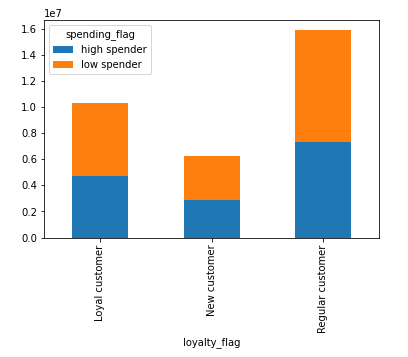 1e7
spending_flag
high spender
low spender
1.6
1.4
1.2
1.0
0.8
0.6
0.4
0.2
0.0
Loyal customer
New customer
Regular customer
loyalty_flag